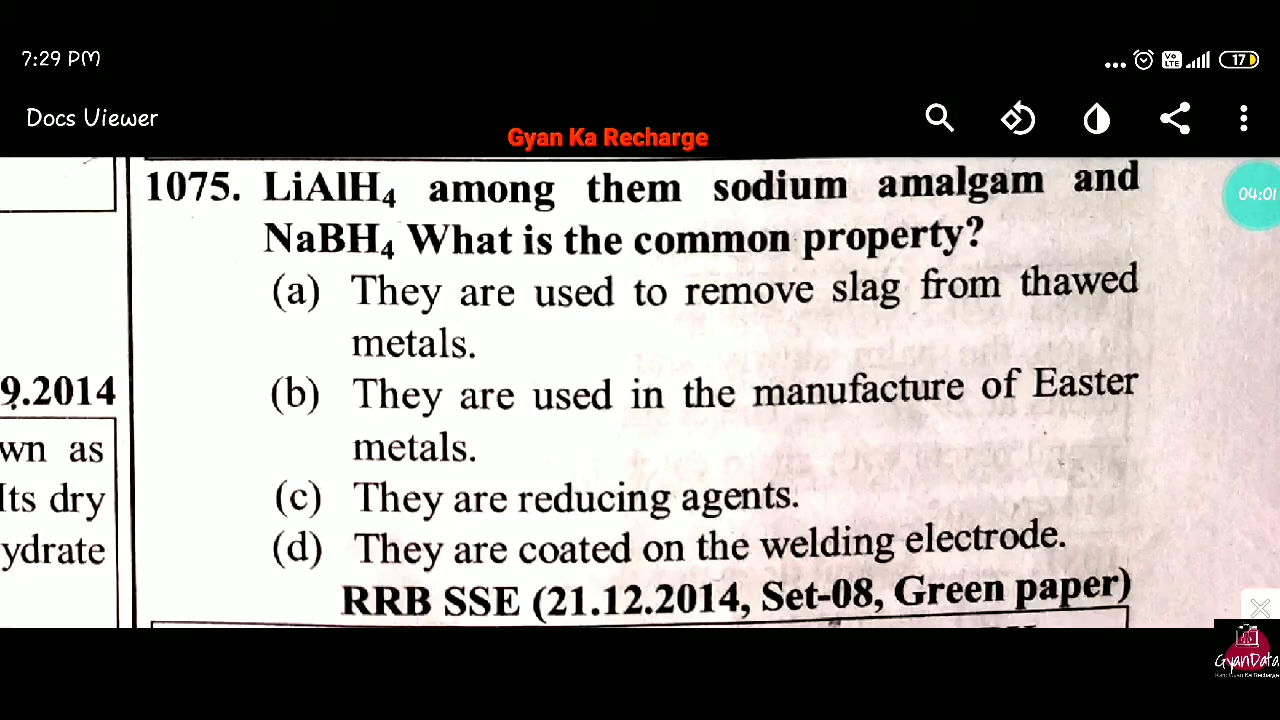 7:29 PM
Vo LTE
17
Docs Viewer
Gyan Ka Recharge
04:01
1075. LiAlH₄ among them sodium amalgam and
NaBH₄ What is the common property?
(a) They are used to remove slag from thawed
metals.
9.2014
(b) They are used in the manufacture of Easter
metals.
wn as
Its dry
(c) They are reducing agents.
ydrate
(d) They are coated on the welding electrode.
RRB SSE (21.12.2014, Set-08, Green paper)
GyanData